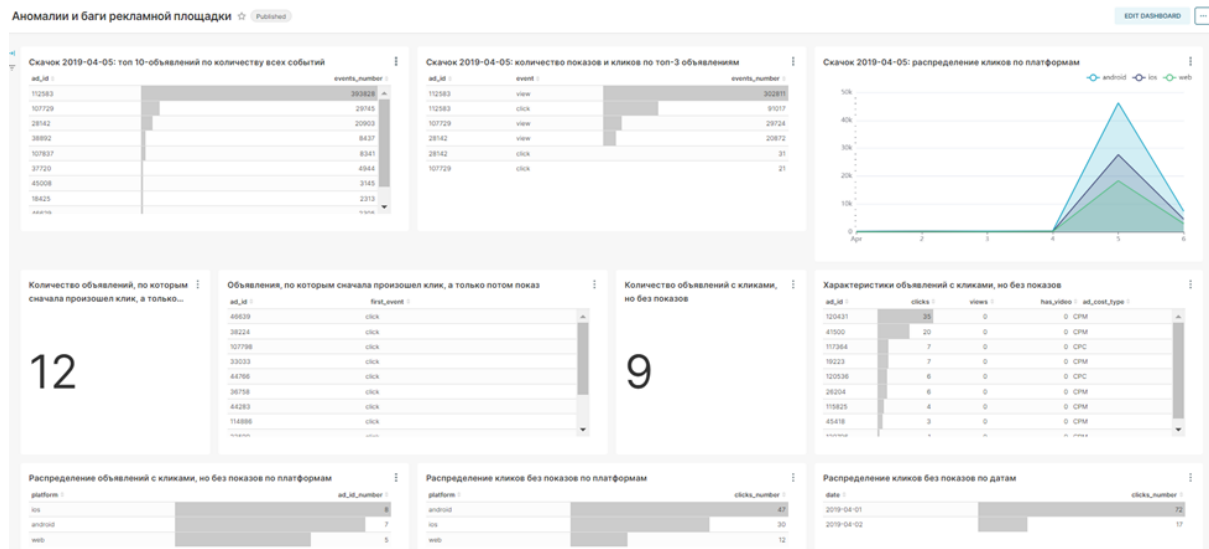 Аномалии и баги рекламной площадки Published
EDIT DASHBOARD
Скачок 2019-04-05: топ 10-объявлений по количеству всех событий
ad_id events_number
112583 393828
107729 29745
28142 20903
38892 8437
107837 8341
37720 4944
45008 3145
18425 2313
Скачок 2019-04-05: количество показов и кликов по топ-3 объявлениям
ad_id event events_number
112583 view 302811
112583 click 91017
107729 view 29724
28142 view 20872
28142 click 31
107729 click 21
Скачок 2019-04-05: распределение кликов по платформам
android ios web
50k
40k
30k
20k
10k
0
Apr 2 3 4 5 6
Количество объявлений, по которым
сначала произошел клик, а только...
12
Объявления, по которым сначала произошел клик, а только потом показ
ad_id first_event
46639 click
38224 click
107798 click
33033 click
44766 click
36758 click
44283 click
114886 click
Количество объявлений с кликами,
но без показов
9
Характеристики объявлений с кликами, но без показов
ad_id clicks views has_video ad_cost_type
120431 25 0 0 CPM
41500 20 0 0 CPM
117364 7 0 0 CPC
19223 7 0 0 CPM
120536 6 0 0 CPC
26204 6 0 0 CPM
115825 4 0 0 CPM
45418 3 0 0 CPM
Распределение объявлений с кликами, но без показов по платформам
platform ad_id_number
ios 8
android 7
web 5
Распределение кликов без показов по платформам
platform clicks_number
android 47
ios 30
web 12
Распределение кликов без показов по датам
date clicks_number
2019-04-01 72
2019-04-02 17